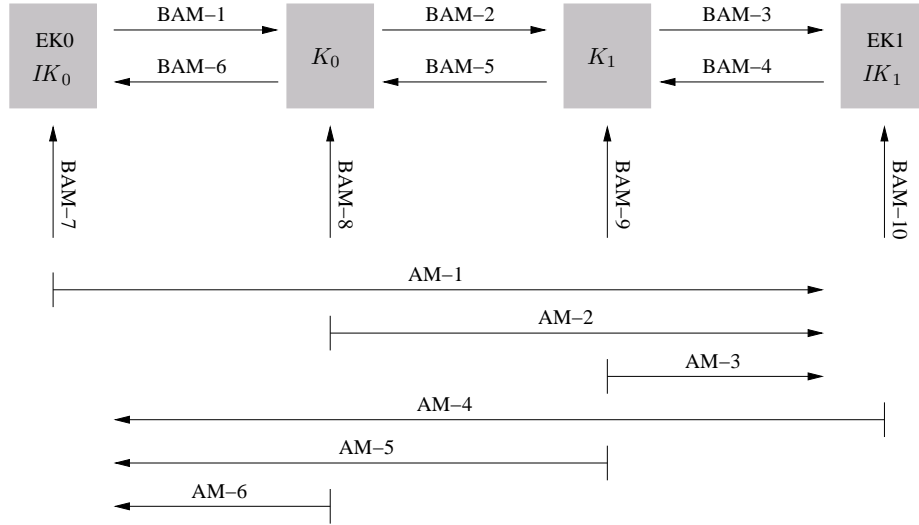 BAM−1
BAM−2
BAM−3
EK0
IK₀
K₀
K₁
EK1
IK₁
BAM−6
BAM−5
BAM−4
BAM−7
BAM−8
BAM−9
BAM−10
AM−1
AM−2
AM−3
AM−4
AM−5
AM−6